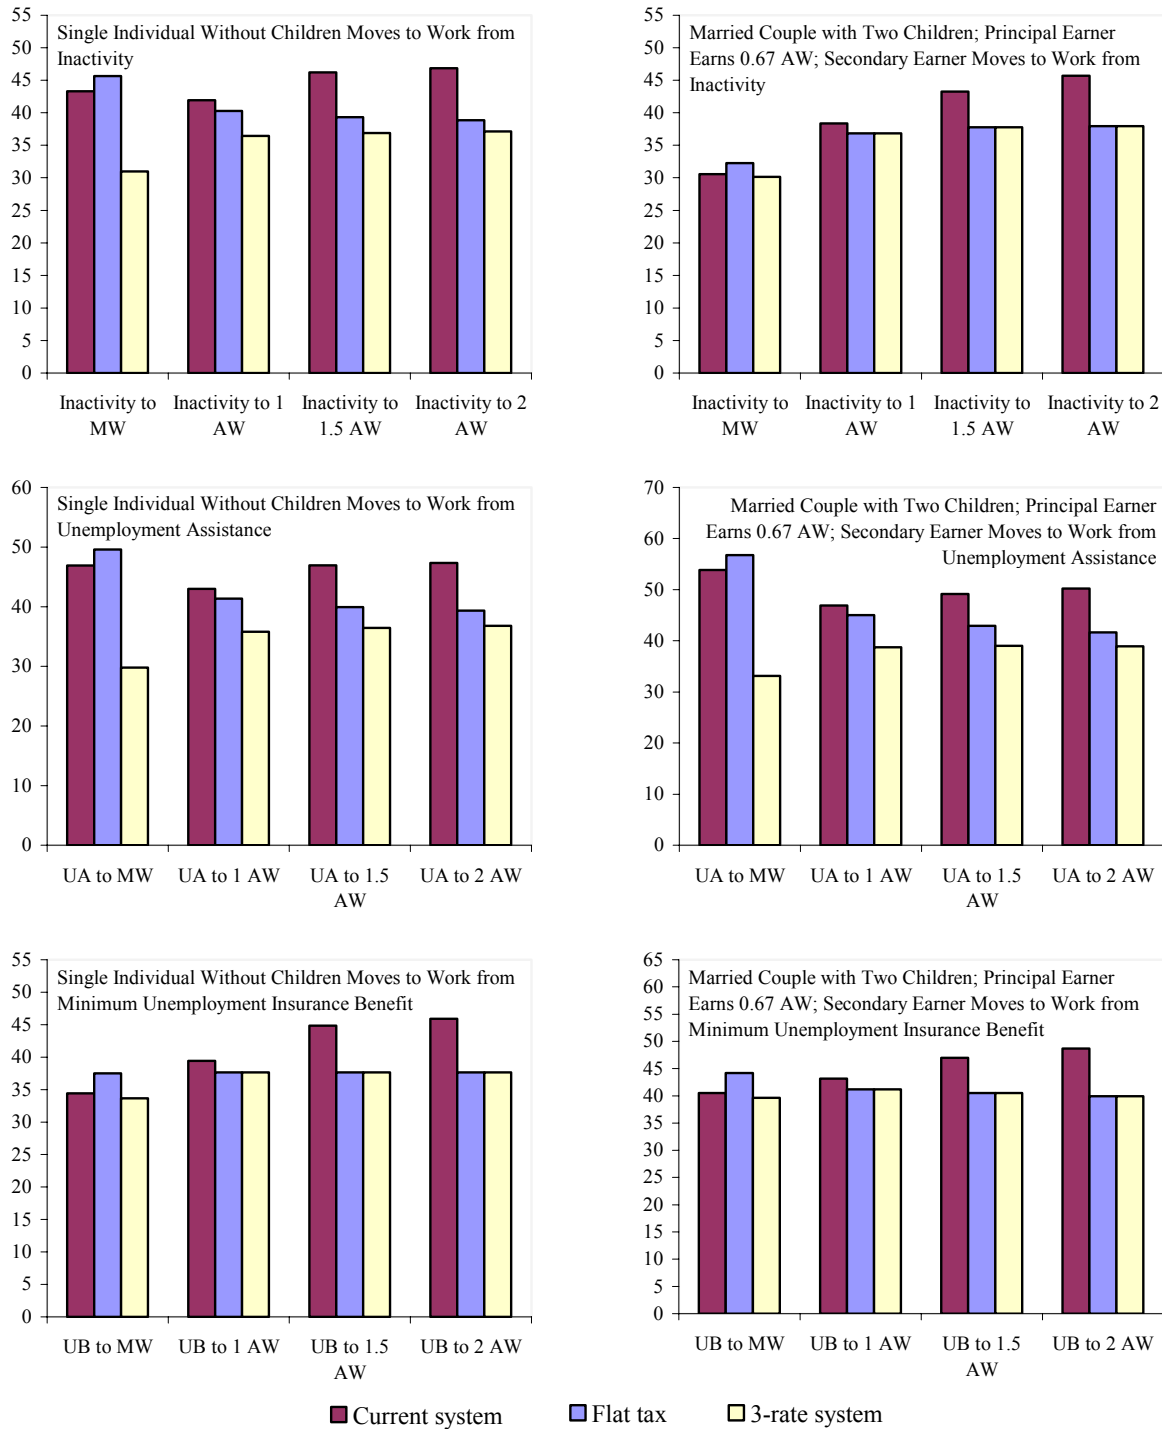 Single Individual Without Children Moves to Work from
Inactivity
55
50
45
40
35
30
25
20
15
10
5
0
Inactivity to
MW
Inactivity to 1
AW
Inactivity to
1.5 AW
Inactivity to 2
AW
Married Couple with Two Children; Principal Earner
Earns 0.67 AW; Secondary Earner Moves to Work from
Inactivity
55
50
45
40
35
30
25
20
15
10
5
0
Inactivity to
MW
Inactivity to 1
AW
Inactivity to
1.5 AW
Inactivity to 2
AW
Single Individual Without Children Moves to Work from
Unemployment Assistance
60
50
40
30
20
10
0
UA to MW
UA to 1 AW
UA to 1.5
AW
UA to 2 AW
Married Couple with Two Children; Principal Earner
Earns 0.67 AW; Secondary Earner Moves to Work from
Unemployment Assistance
70
60
50
40
30
20
10
0
UA to MW
UA to 1 AW
UA to 1.5
AW
UA to 2 AW
Single Individual Without Children Moves to Work from
Minimum Unemployment Insurance Benefit
55
50
45
40
35
30
25
20
15
10
5
0
UB to MW
UB to 1 AW
UB to 1.5
AW
UB to 2 AW
Married Couple with Two Children; Principal Earner
Earns 0.67 AW; Secondary Earner Moves to Work from
Minimum Unemployment Insurance Benefit
65
60
55
50
45
40
35
30
25
20
15
10
5
0
UB to MW
UB to 1 AW
UB to 1.5
AW
UB to 2 AW
Current system
Flat tax
3-rate system